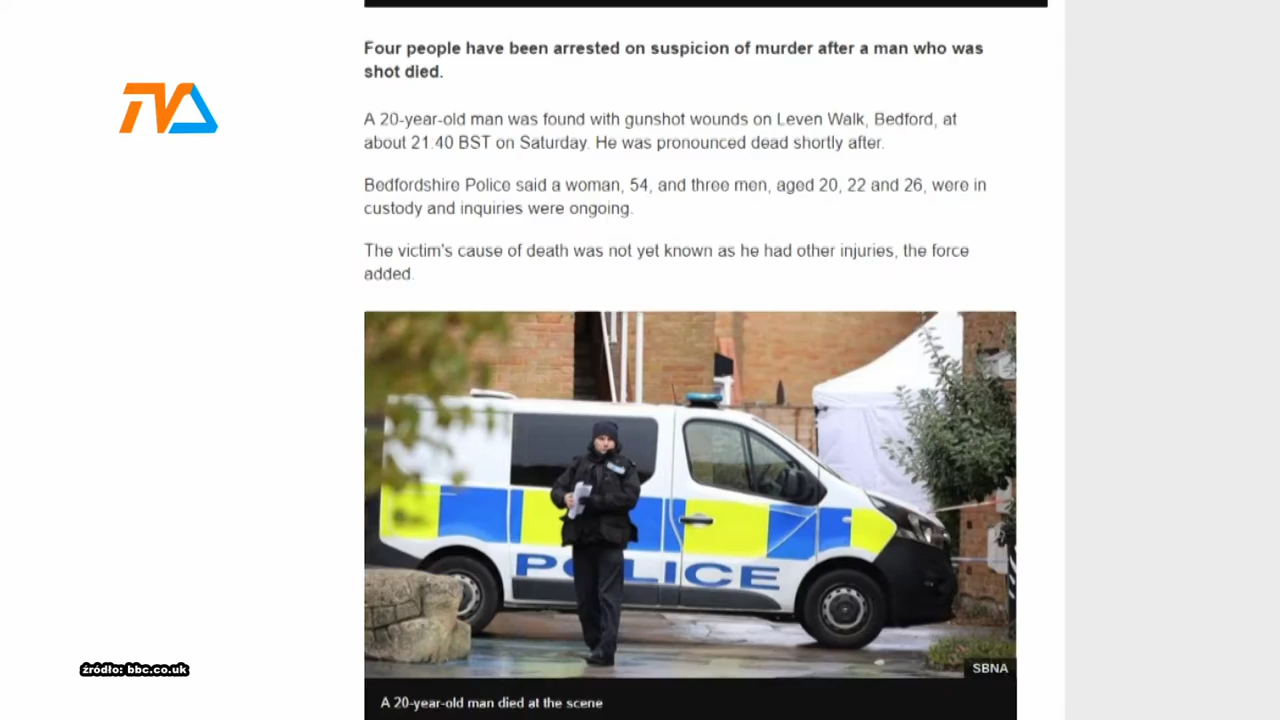 Four people have been arrested on suspicion of murder after a man who was
shot died.
TVA
A 20-year-old man was found with gunshot wounds on Leven Walk, Bedford, at
about 21.40 BST on Saturday. He was pronounced dead shortly after.
Bedfordshire Police said a woman, 54, and three men, aged 20, 22 and 26, were in
custody and inquiries were ongoing.
The victim's cause of death was not yet known as he had other injuries, the force
added.
POLICE
źródło: bbc.co.uk
SBNA
A 20-year-old man died at the scene